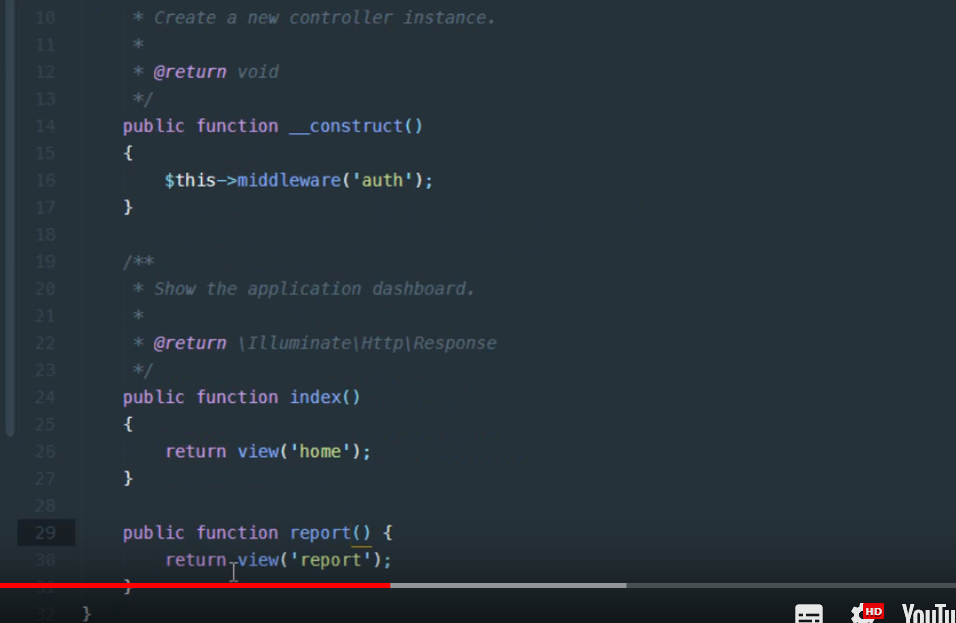 10 * Create a new controller instance.
11 *
12 * @return void
13 */
14 public function __construct()
15 {
16 $this->middleware('auth');
17 }
18
19 /**
20 * Show the application dashboard.
21 *
22 * @return \Illuminate\Http\Response
23 */
24 public function index()
25 {
26 return view('home');
27 }
28
29 public function report() {
30 return view('report');
31 }
32 }
HD YouTu